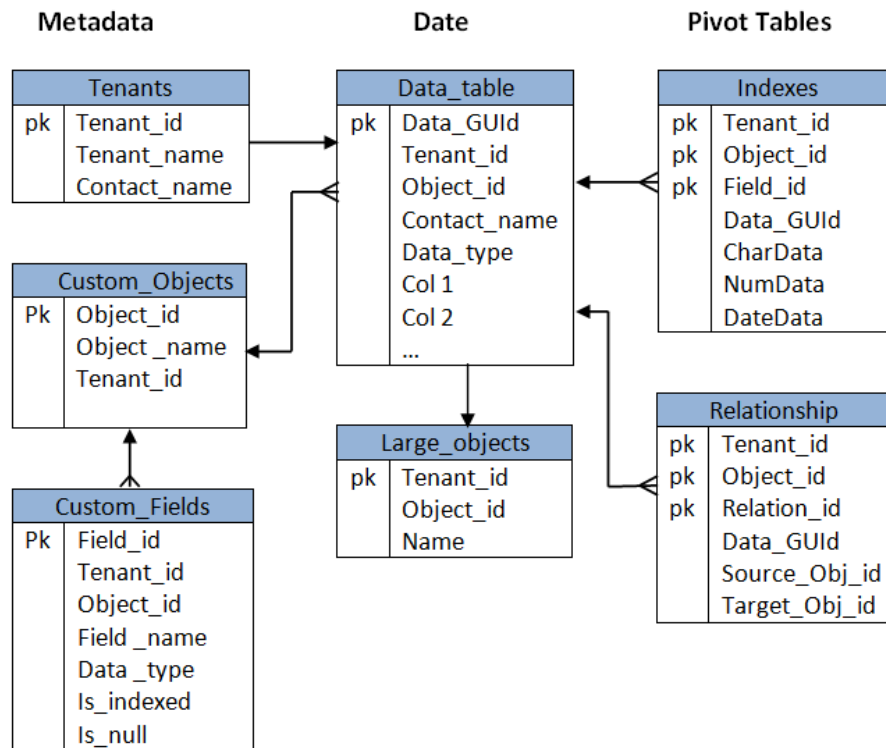 Metadata
Date
Pivot Tables
Tenants
pk Tenant_id
Tenant_name
Contact_name
Custom_Objects
Pk Object_id
Object _name
Tenant_id
Custom_Fields
Pk Field_id
Tenant_id
Object_id
Field _name
Data _type
Is_indexed
Is_null
Data_table
pk Data_GUId
Tenant_id
Object_id
Contact_name
Data_type
Col 1
Col 2
...
Large_objects
pk Tenant_id
Object_id
Name
Indexes
pk Tenant_id
pk Object_id
pk Field_id
Data_GUId
CharData
NumData
DateData
Relationship
pk Tenant_id
pk Object_id
pk Relation_id
Data_GUId
Source_Obj_id
Target_Obj_id